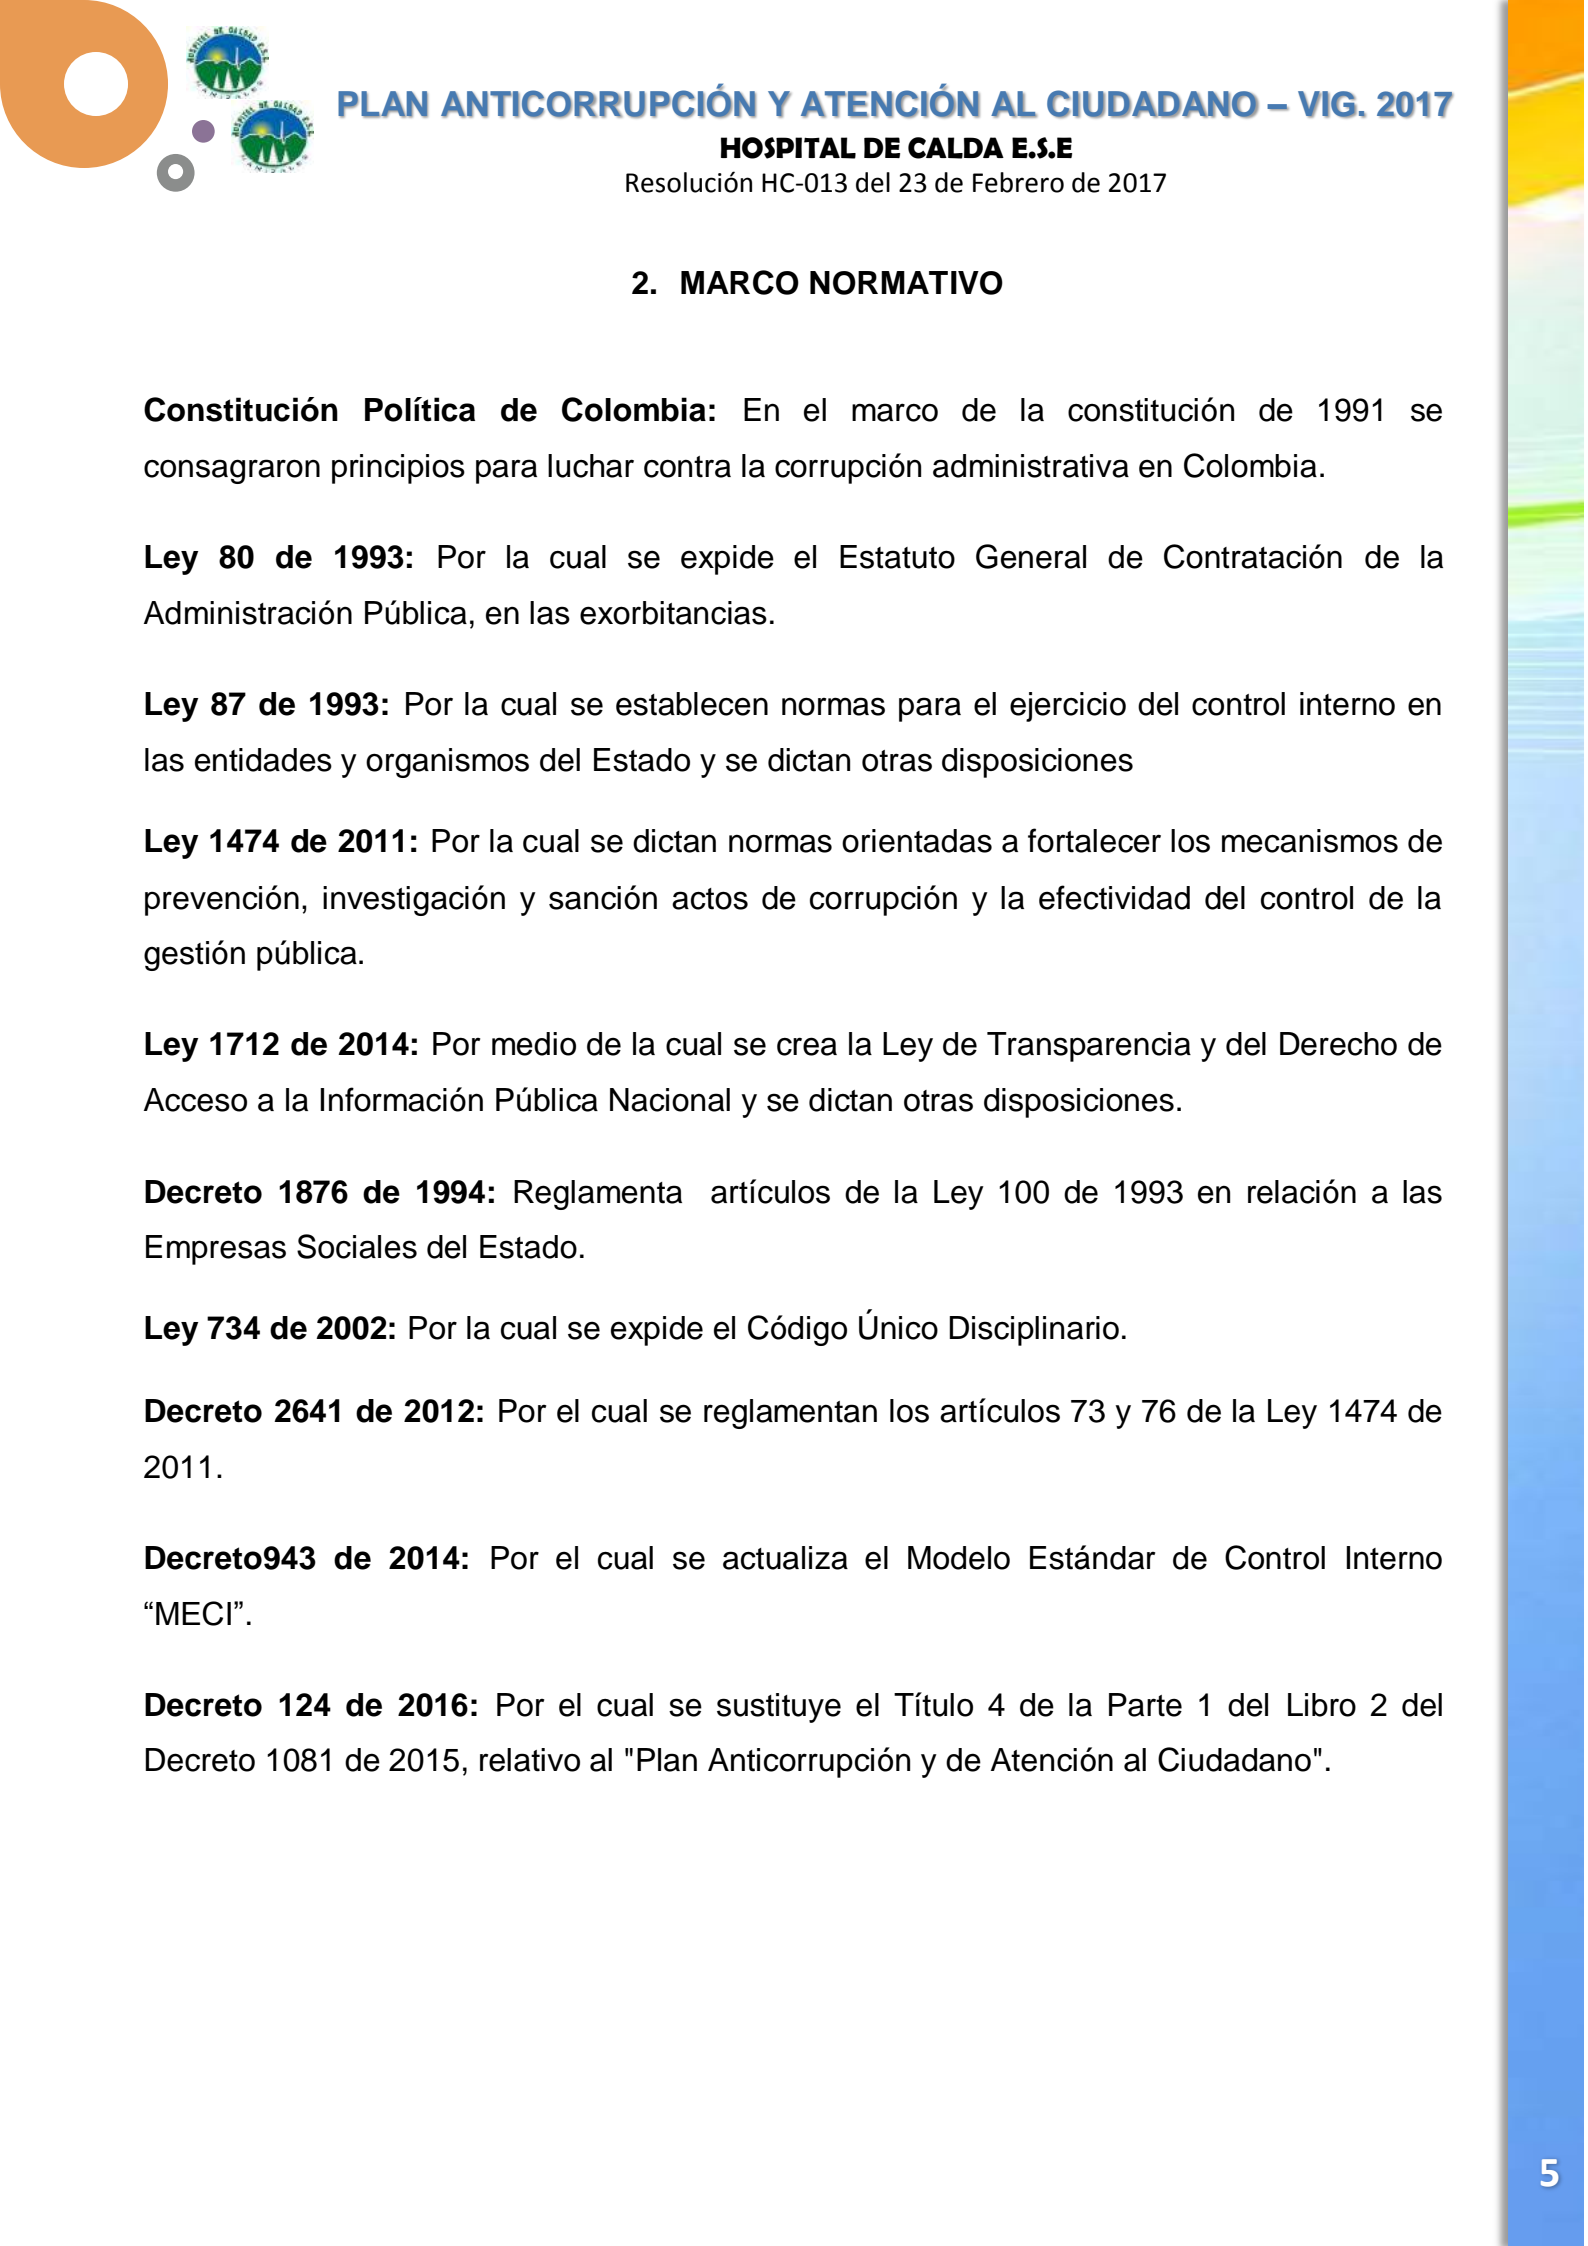 HOSPITAL DE CALDAS E.S.E.
MANIZALES
HOSPITAL DE CALDAS E.S.E.
MANIZALES
PLAN ANTICORRUPCIÓN Y ATENCIÓN AL CIUDADANO – VIG. 2017
HOSPITAL DE CALDA E.S.E
Resolución HC-013 del 23 de Febrero de 2017
2. MARCO NORMATIVO
Constitución Política de Colombia: En el marco de la constitución de 1991 se
consagraron principios para luchar contra la corrupción administrativa en Colombia.
Ley 80 de 1993: Por la cual se expide el Estatuto General de Contratación de la
Administración Pública, en las exorbitancias.
Ley 87 de 1993: Por la cual se establecen normas para el ejercicio del control interno en
las entidades y organismos del Estado y se dictan otras disposiciones
Ley 1474 de 2011: Por la cual se dictan normas orientadas a fortalecer los mecanismos de
prevención, investigación y sanción actos de corrupción y la efectividad del control de la
gestión pública.
Ley 1712 de 2014: Por medio de la cual se crea la Ley de Transparencia y del Derecho de
Acceso a la Información Pública Nacional y se dictan otras disposiciones.
Decreto 1876 de 1994: Reglamenta artículos de la Ley 100 de 1993 en relación a las
Empresas Sociales del Estado.
Ley 734 de 2002: Por la cual se expide el Código Único Disciplinario.
Decreto 2641 de 2012: Por el cual se reglamentan los artículos 73 y 76 de la Ley 1474 de
2011.
Decreto943 de 2014: Por el cual se actualiza el Modelo Estándar de Control Interno
“MECI”.
Decreto 124 de 2016: Por el cual se sustituye el Título 4 de la Parte 1 del Libro 2 del
Decreto 1081 de 2015, relativo al "Plan Anticorrupción y de Atención al Ciudadano".
5